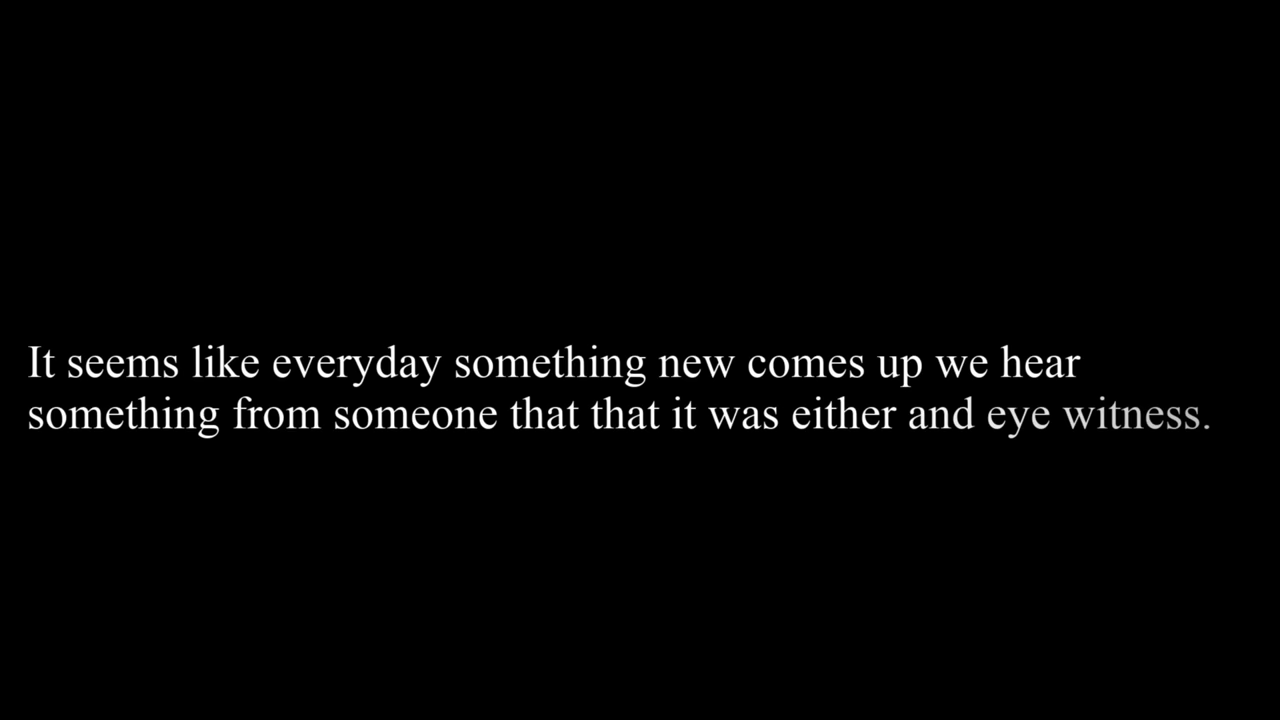 It seems like everyday something new comes up we hear
something from someone that that it was either and eye witness.